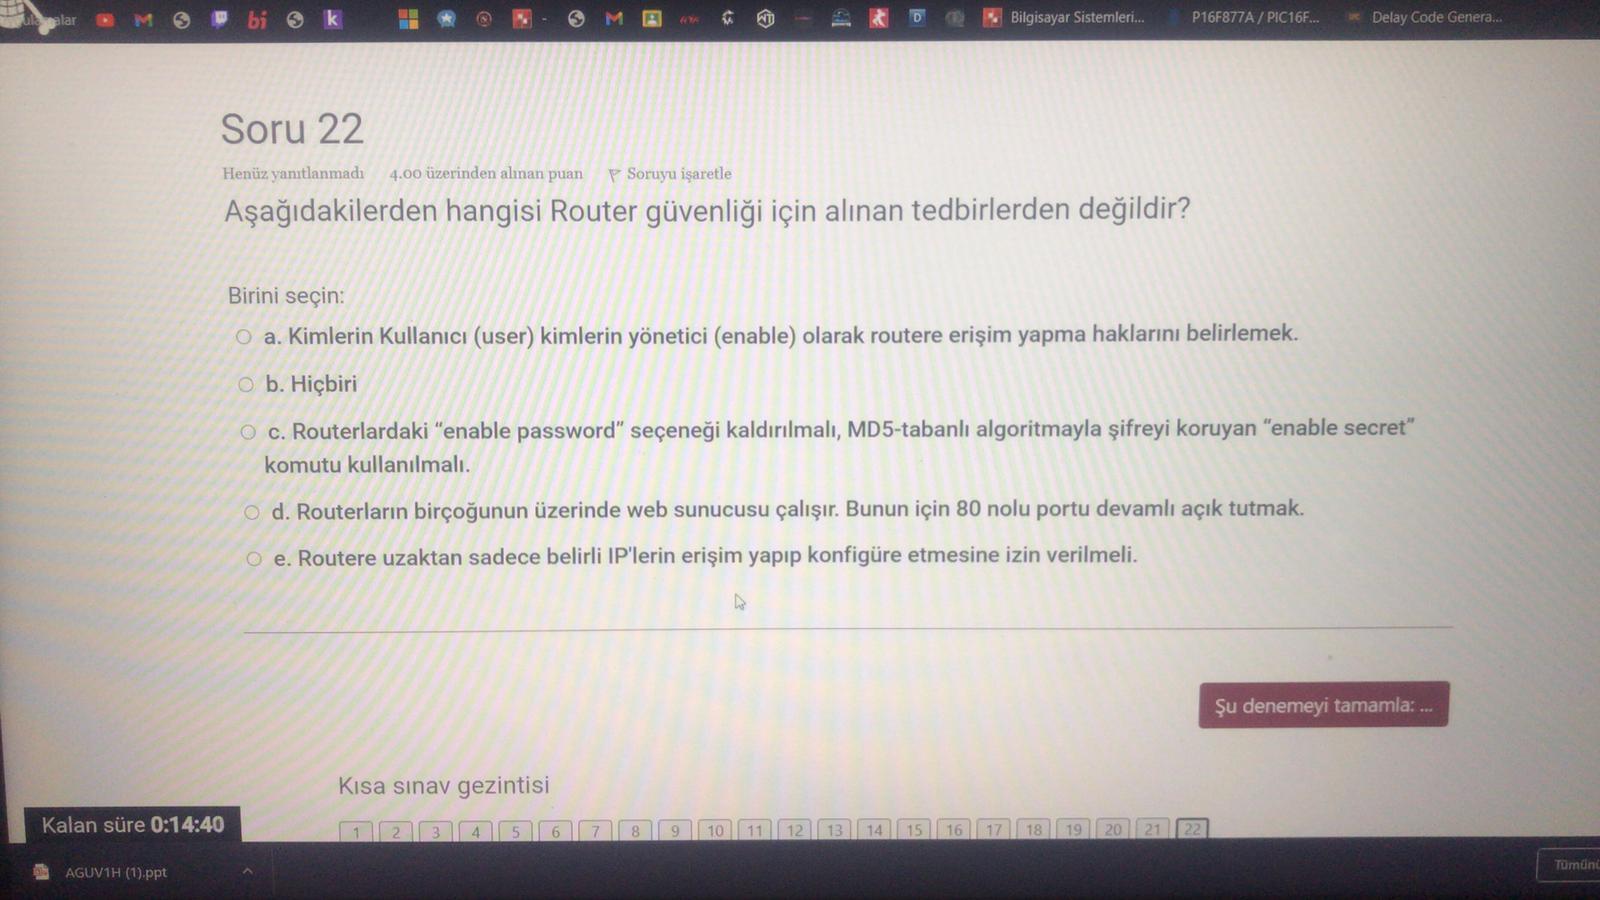 Bilgisayar Sistemleri...
P16F877A / PIC16F...
Delay Code Genera...
Soru 22
Henüz yanıtlanmadı 4.00 üzerinden alınan puan Soruyu işaretle
Aşağıdakilerden hangisi Router güvenliği için alınan tedbirlerden değildir?
Birini seçin:
a. Kimlerin Kullanıcı (user) kimlerin yönetici (enable) olarak routere erişim yapma haklarını belirlemek.
b. Hiçbiri
c. Routerlardaki “enable password” seçeneği kaldırılmalı, MD5-tabanlı algoritmayla şifreyi koruyan “enable secret”
komutu kullanılmalı.
d. Routerların birçoğunun üzerinde web sunucusu çalışır. Bunun için 80 nolu portu devamlı açık tutmak.
e. Routere uzaktan sadece belirli IP'lerin erişim yapıp konfigüre etmesine izin verilmeli.
Şu denemeyi tamamla: ...
Kısa sınav gezintisi
Kalan süre 0:14:40
1 2 3 4 5 6 7 8 9 10 11 12 13 14 15 16 17 18 19 20 21 22
AGUV1H (1).ppt